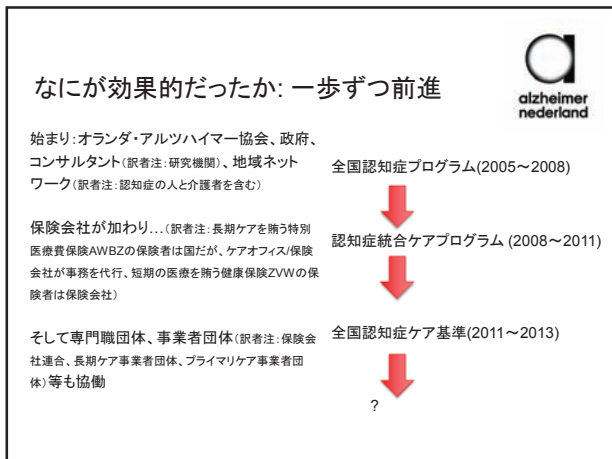 なにが効果的だったか: 一歩ずつ前進
alzheimer
nederland
始まり：オランダ・アルツハイマー協会、政府、
コンサルタント（訳者注：研究機関）、地域ネット
ワーク（訳者注：認知症の人と介護者を含む）
全国認知症プログラム(2005～2008)
保険会社が加わり…（訳者注：長期ケアを賄う特別
医療費保険AWBZの保険者は国だが、ケアオフィス/保険
会社が事務を代行、短期の医療を賄う健康保険ZVWの保
険者は保険会社）
認知症統合ケアプログラム (2008～2011)
そして専門職団体、事業者団体（訳者注：保険会
社連合、長期ケア事業者団体、プライマリケア事業者団
体）等も協働
全国認知症ケア基準(2011～2013)
?